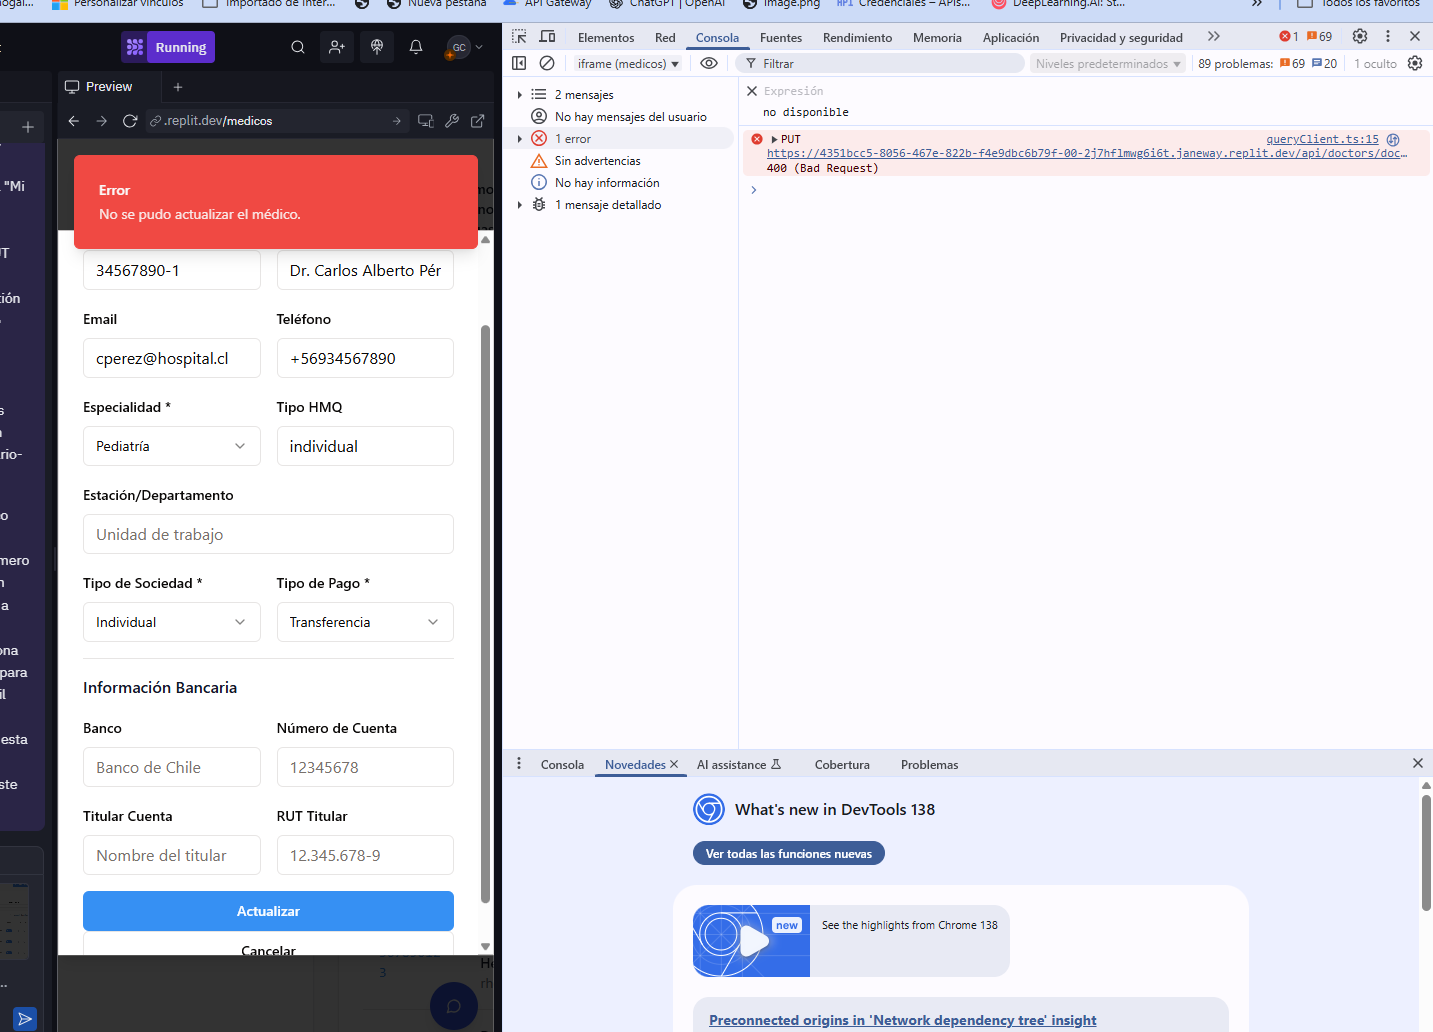 Personalizar vínculos
Importado de Inter...
Nueva pestaña
API Gateway
ChatGPT | OpenAI
image.png
Credenciales – APIs...
DeepLearning.AI: St...
Todos los favoritos
Running
GC
Preview
.replit.dev/medicos
"Mi
Error
No se pudo actualizar el médico.
34567890-1
Dr. Carlos Alberto Pér
Email
Teléfono
cperez@hospital.cl
+56934567890
Especialidad *
Tipo HMQ
Pediatría
individual
Estación/Departamento
Unidad de trabajo
Tipo de Sociedad *
Tipo de Pago *
Individual
Transferencia
Información Bancaria
Banco
Número de Cuenta
Banco de Chile
12345678
Titular Cuenta
RUT Titular
Nombre del titular
12.345.678-9
Actualizar
Cancelar
3
Elementos
Red
Consola
Fuentes
Rendimiento
Memoria
Aplicación
Privacidad y seguridad
1
69
iframe (medicos)
Filtrar
Niveles predeterminados
89 problemas:
69
20
1 oculto
2 mensajes
No hay mensajes del usuario
1 error
Sin advertencias
No hay información
1 mensaje detallado
Expresión
no disponible
PUT
queryClient.ts:15
https://4351bcc5-8056-467e-822b-f4e9dbc6b79f-00-2j7hflmwg6i6t.janeway.replit.dev/api/doctors/doc...
400 (Bad Request)
Consola
Novedades
AI assistance
Cobertura
Problemas
What's new in DevTools 138
Ver todas las funciones nuevas
new
See the highlights from Chrome 138
Preconnected origins in 'Network dependency tree' insight